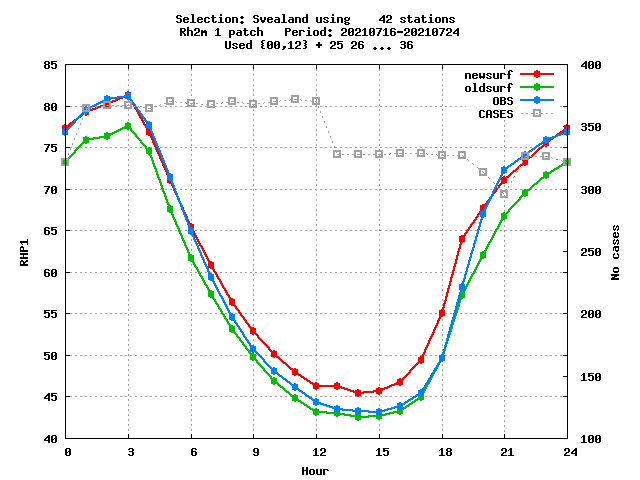 Selection: Svealand using    42 stations
Rh2m 1 patch   Period: 20210716-20210724
Used {00,12} + 25 26 ... 36
newsurf
oldsurf
OBS
CASES
85
80
75
70
65
60
55
50
45
40
400
350
300
250
200
150
100
RHP1
No cases
0 3 6 9 12 15 18 21 24
Hour